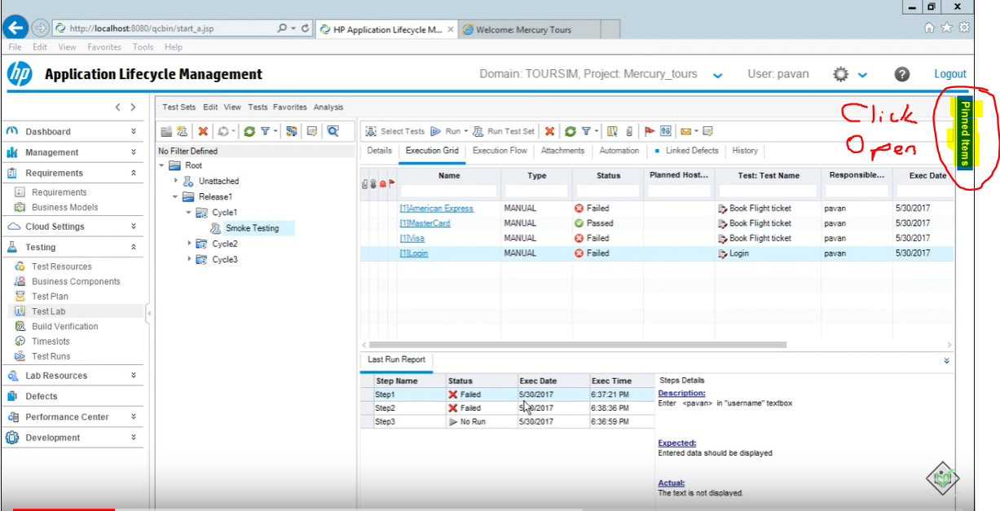 http://localhost:8080/qcbin/start_a.jsp
HP Application Lifecycle M...
Welcome: Mercury Tours
File Edit View Favorites Tools Help
hp Application Lifecycle Management
Domain: TOURSIM, Project: Mercury_tours
User: pavan
Logout
Click
Open
Pinned Items
Dashboard
Management
Requirements
Requirements
Business Models
Cloud Settings
Testing
Test Resources
Business Components
Test Plan
Test Lab
Build Verification
Timeslots
Test Runs
Lab Resources
Defects
Performance Center
Development
Test Sets Edit View Tests Favorites Analysis
No Filter Defined
Root
Unattached
Release1
Cycle1
Smoke Testing
Cycle2
Cycle3
Select Tests Run Run Test Set
Details Execution Grid Execution Flow Attachments Automation Linked Defects History
Name Type Status Planned Host... Test: Test Name Responsible... Exec Date
[1]American Express MANUAL Failed Book Flight ticket pavan 5/30/2017
[1]MasterCard MANUAL Passed Book Flight ticket pavan 5/30/2017
[1]Visa MANUAL Failed Book Flight ticket pavan 5/30/2017
[1]Login MANUAL Failed Login pavan 5/30/2017
Last Run Report
Step Name Status Exec Date Exec Time
Step1 Failed 5/30/2017 6:37:21 PM
Step2 Failed 6:38:36 PM
Step3 No Run 5/30/2017 6:36:59 PM
Steps Details
Description:
Enter <pavan> in "username" textbox
Expected:
Entered data should be displayed
Actual:
The text is not displayed.